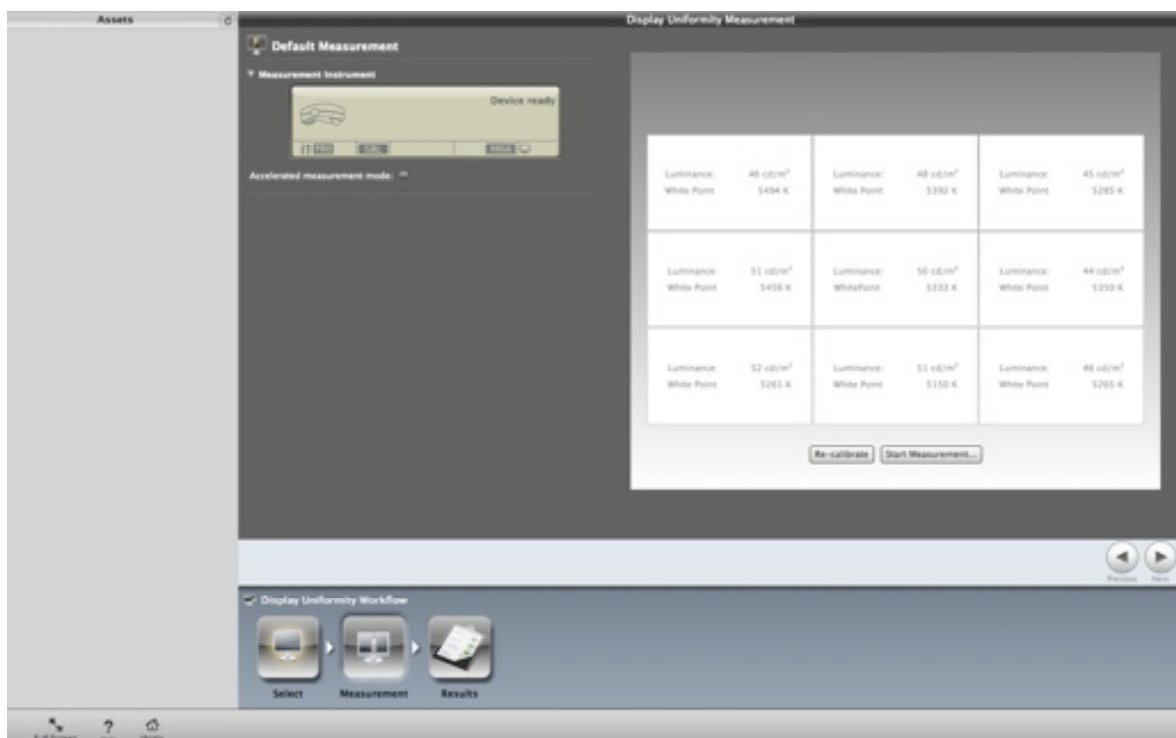 Assets
Display Uniformity Measurement
Default Measurement
Measurement Instrument
Device ready
i1 PRO CAL
Accelerated measurement mode:
Luminance: 46 cd/m² Luminance: 48 cd/m² Luminance: 45 cd/m²
White Point 5494 K White Point 5392 K White Point 5285 K
Luminance: 51 cd/m² Luminance: 50 cd/m² Luminance: 44 cd/m²
White Point 5456 K WhitePoint 5333 K White Point 5350 K
Luminance: 52 cd/m² Luminance: 51 cd/m² Luminance: 46 cd/m²
White Point 5261 K White Point 5150 K White Point 5265 K
Re-calibrate Start Measurement...
Previous Next
Display Uniformity Workflow
Select Measurement Results
?
Home